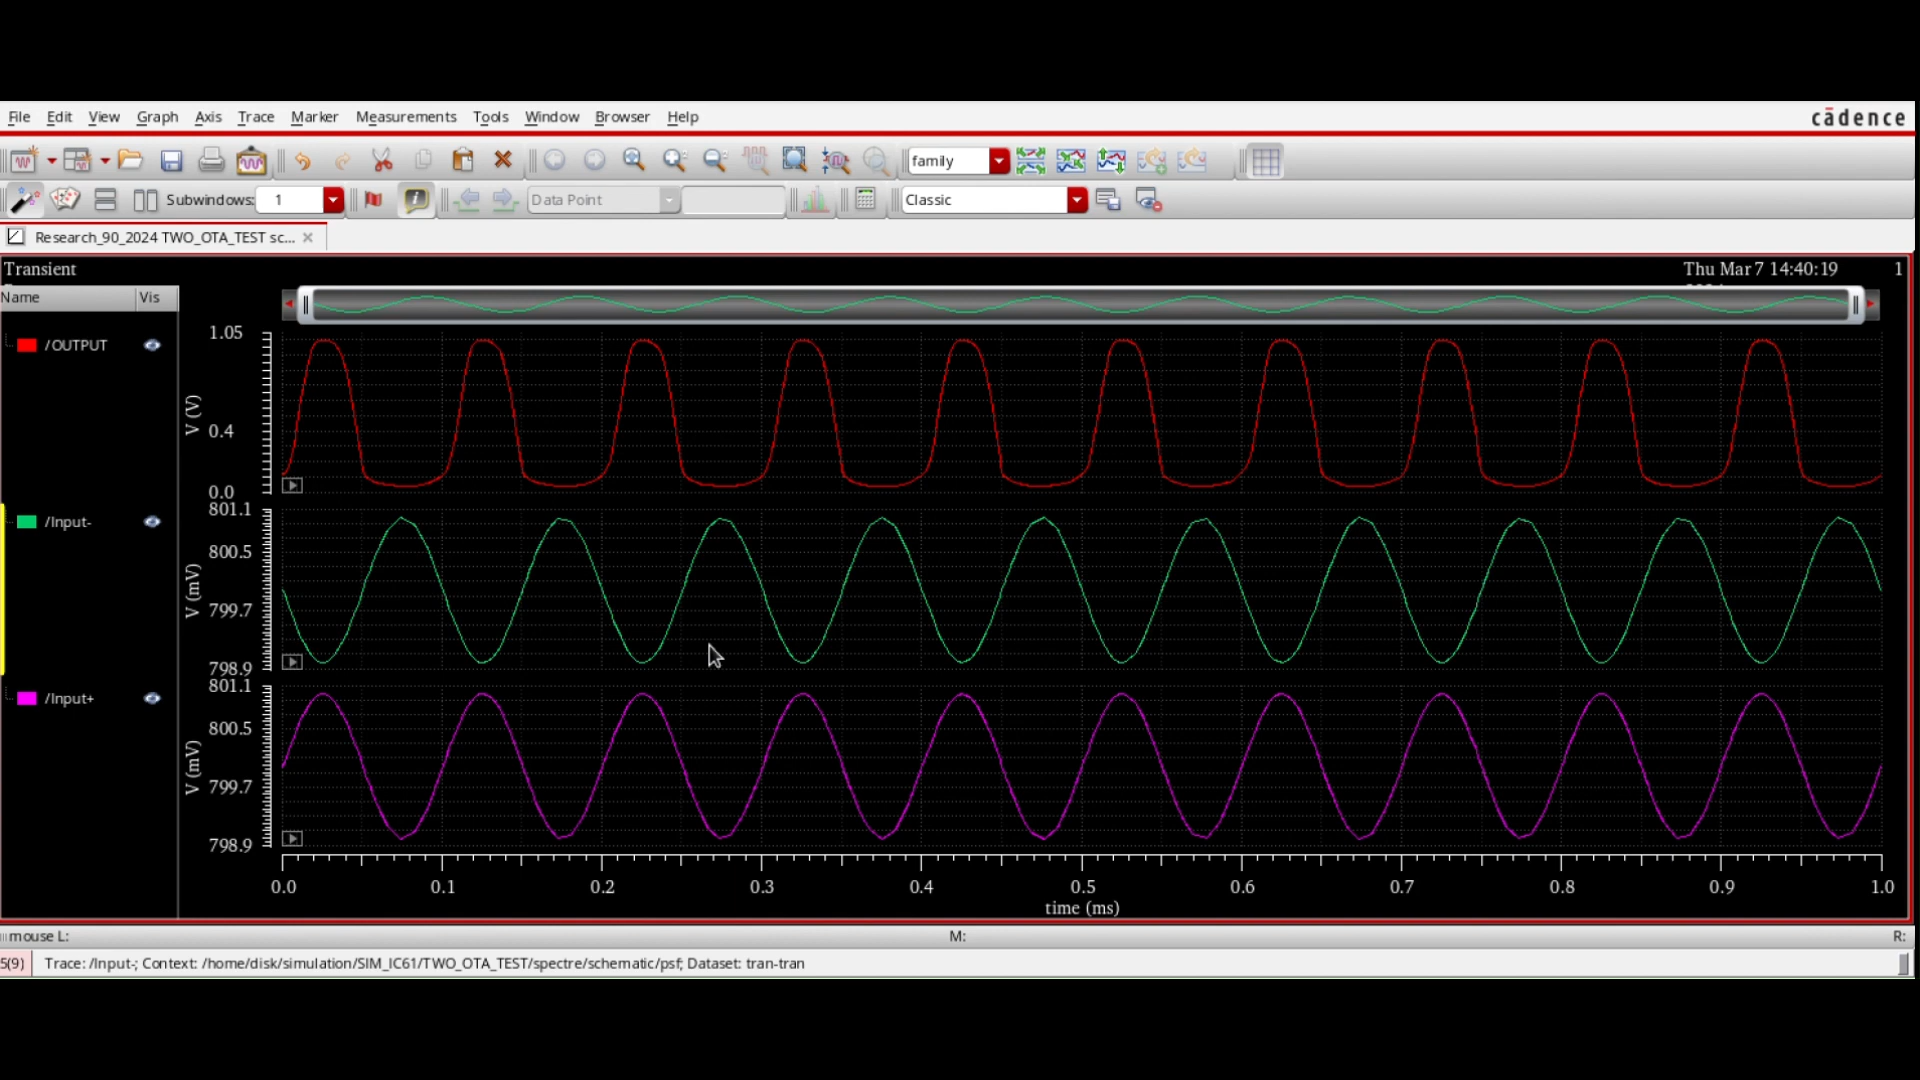 File Edit View Graph Axis Trace Marker Measurements Tools Window Browser Help
cādence
family
Subwindows: 1
Data Point
Classic
Research_90_2024 TWO_OTA_TEST sc...
Transient
Thu Mar 7 14:40:19 1
Name Vis
/OUTPUT
1.05
V (V)
0.4
0.0
/Input-
801.1
800.5
V (mV)
799.7
798.9
/Input+
801.1
800.5
V (mV)
799.7
798.9
0.0 0.1 0.2 0.3 0.4 0.5 0.6 0.7 0.8 0.9 1.0
time (ms)
mouse L: M: R:
5(9) Trace: /Input-; Context: /home/disk/simulation/SIM_IC61/TWO_OTA_TEST/spectre/schematic/psf; Dataset: tran-tran